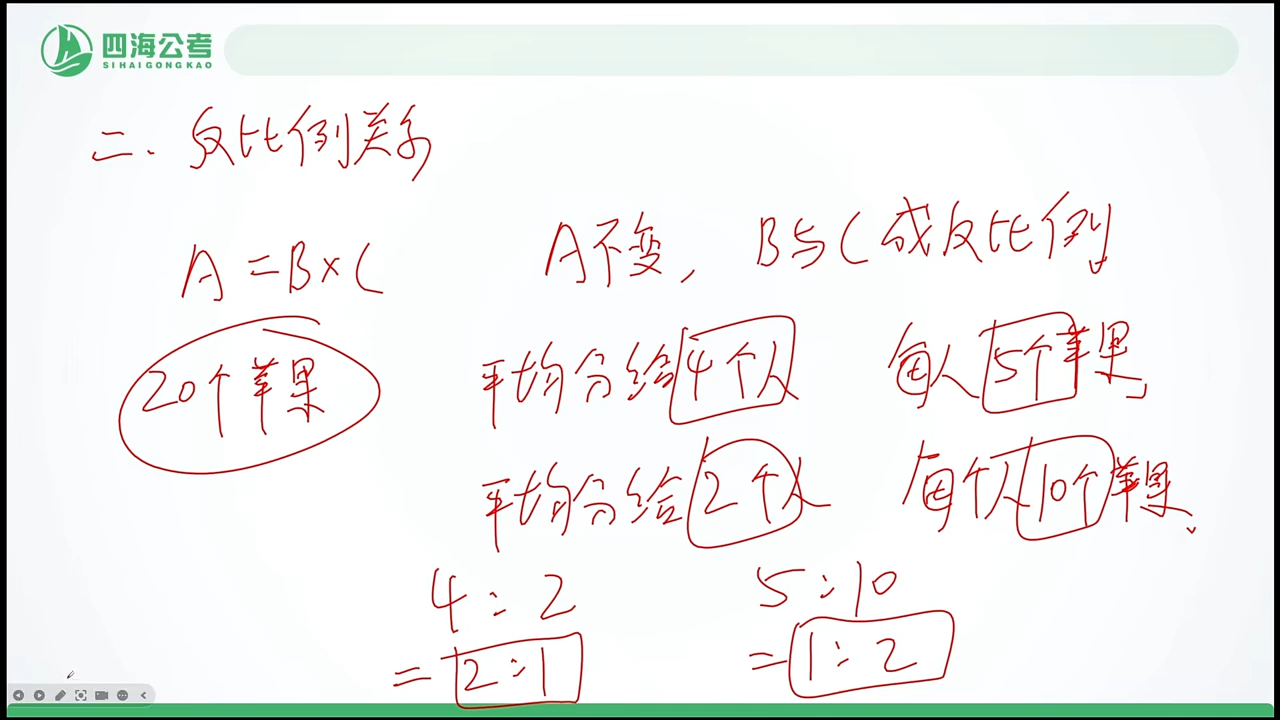 四海公考
SIHAIGONGKAO
二、反比例关系
A=B×C A不变，B与C成反比例
20个苹果 平均分给4个人 每人5个苹果，
平均分给2个人 每个人10个苹果、
4:2 5:10
=2:1 =1:2